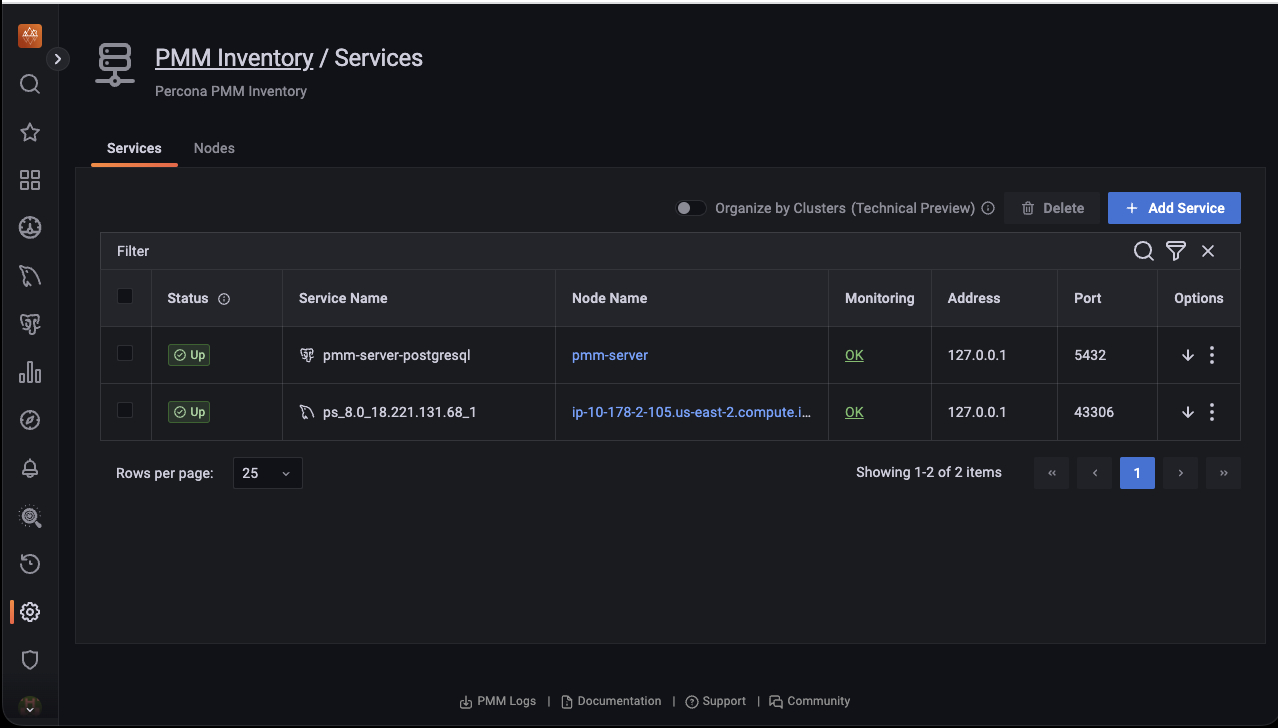 PMM Inventory / Services
Percona PMM Inventory
Services Nodes
Organize by Clusters (Technical Preview) Delete + Add Service
Filter
Status Service Name Node Name Monitoring Address Port Options
Up pmm-server-postgresql pmm-server OK 127.0.0.1 5432
Up ps_8.0_18.221.131.68_1 ip-10-178-2-105.us-east-2.compute.i... OK 127.0.0.1 43306
Rows per page: 25 Showing 1-2 of 2 items « ‹ 1 › »
PMM Logs | Documentation | Support | Community